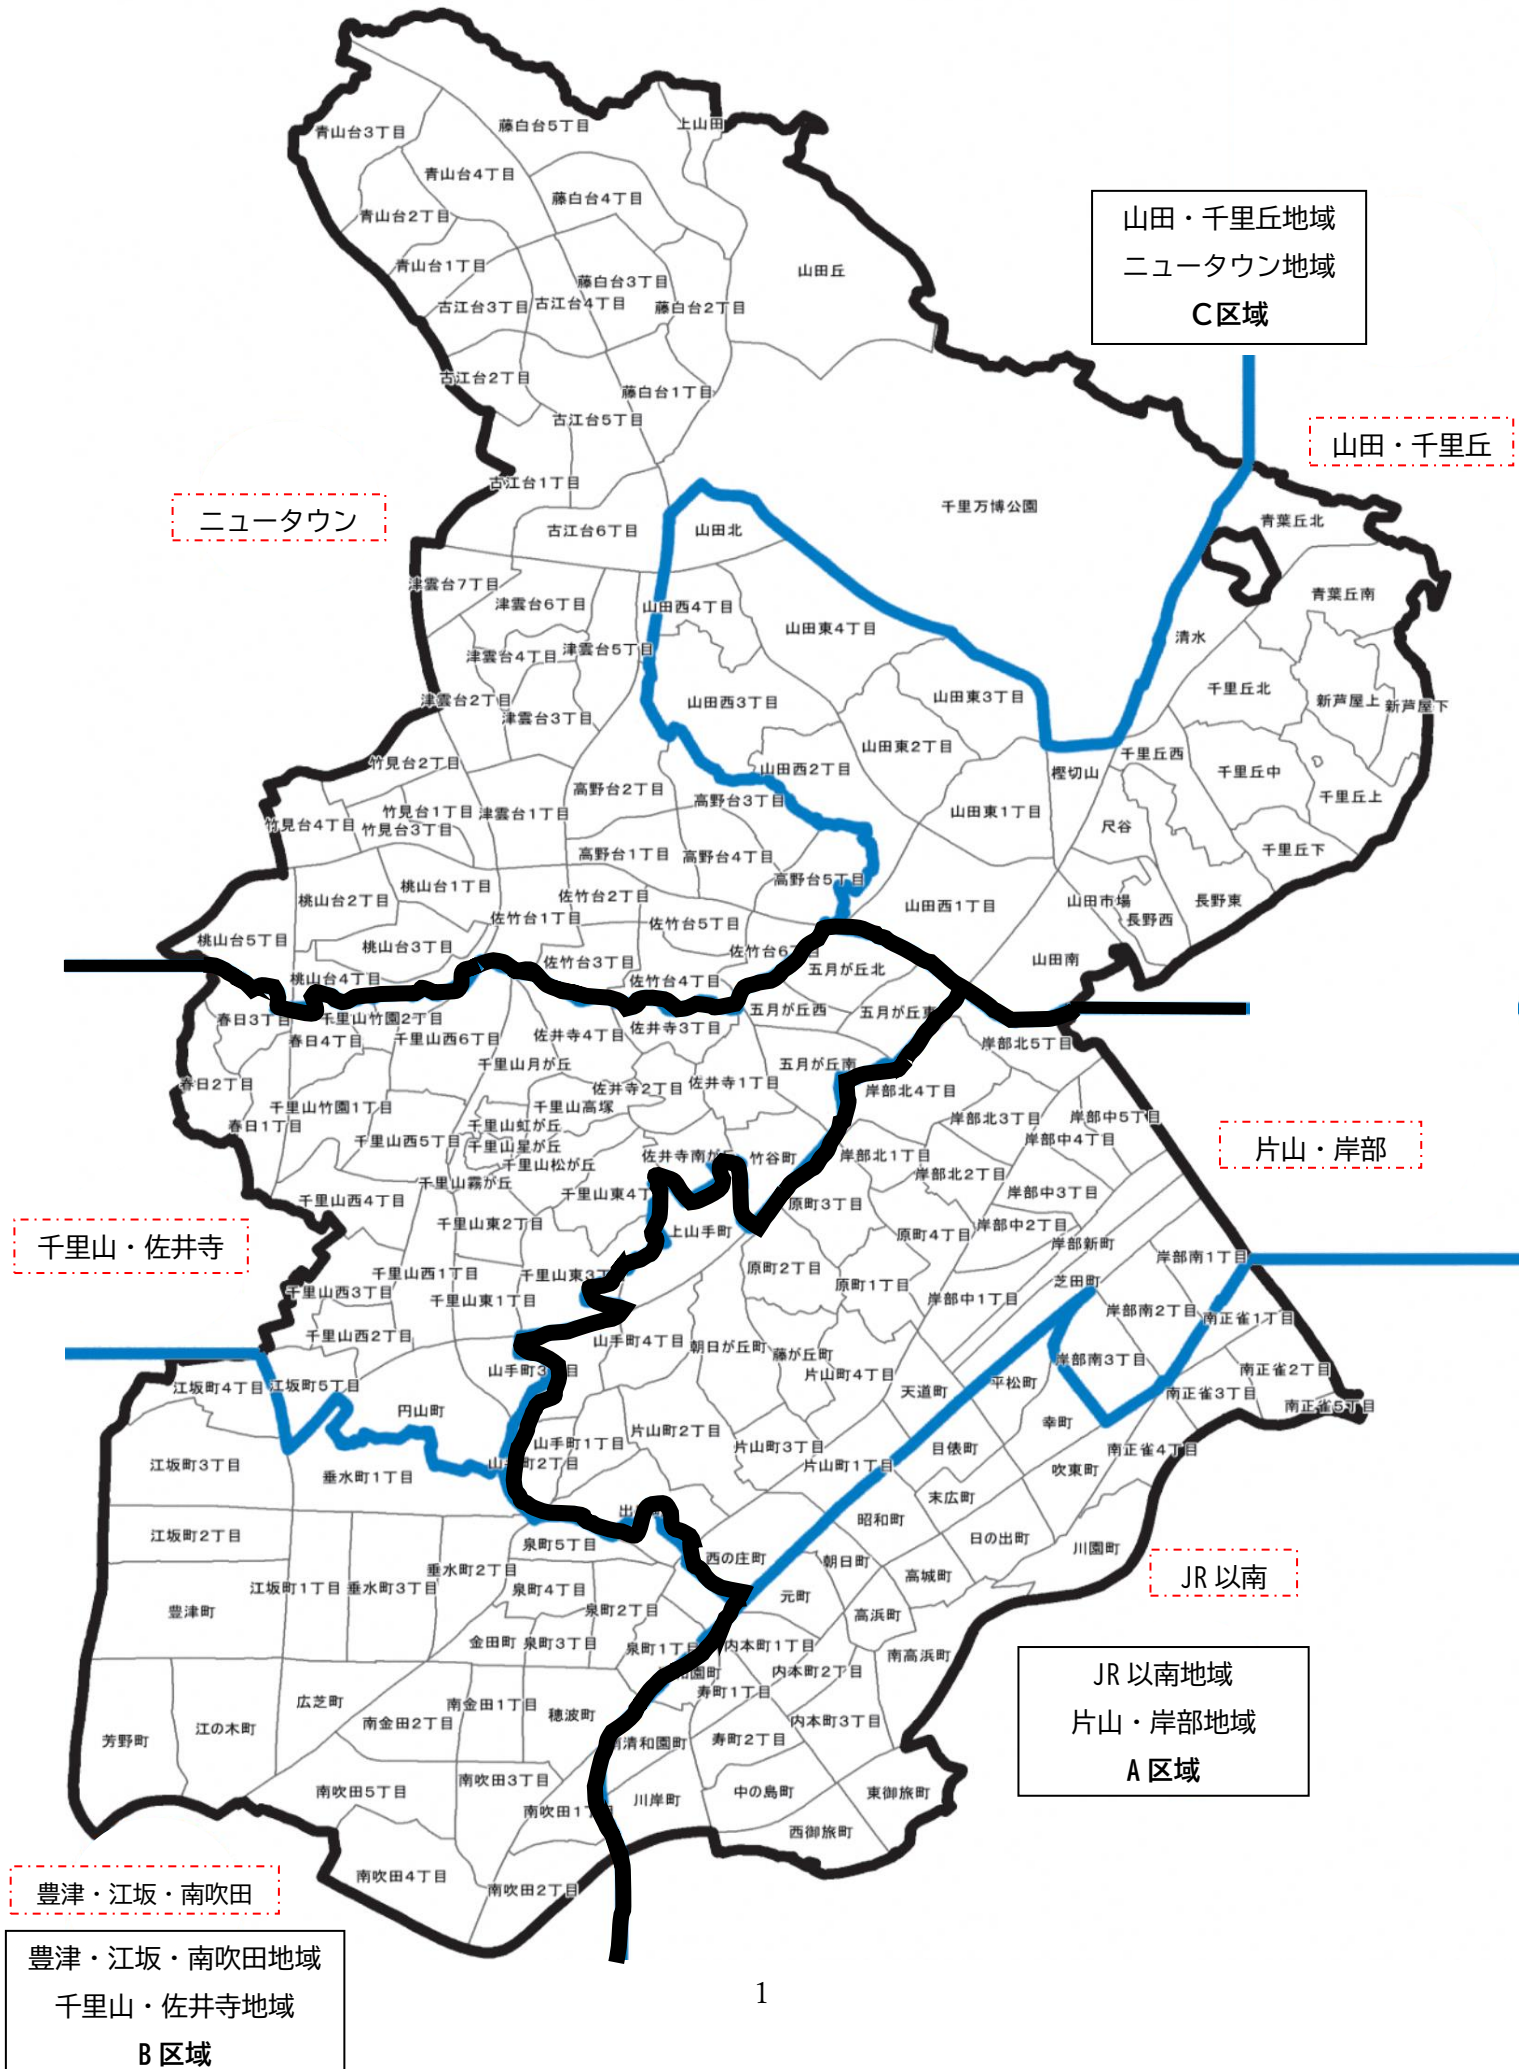 青山台3丁目
藤白台5丁目
上山田
青山台4丁目
藤白台4丁目
青山台2丁目
青山台1丁目
山田丘
藤白台3丁目
古江台3丁目
古江台4丁目
藤白台2丁目
古江台2丁目
藤白台1丁目
古江台5丁目
古江台1丁目
古江台6丁目
山田北
千里万博公園
山田・千里丘地域
ニュータウン地域
C区域
山田・千里丘
ニュータウン
青葉丘北
青葉丘南
津雲台7丁目
津雲台6丁目
山田西4丁目
山田東4丁目
清水
津雲台4丁目
津雲台5丁目
津雲台2丁目
津雲台3丁目
山田西3丁目
山田東3丁目
千里丘北
新芦屋上
新芦屋下
竹見台2丁目
山田東2丁目
山田西2丁目
樫切山
千里丘西
千里丘中
千里丘上
高野台2丁目
高野台3丁目
竹見台4丁目
竹見台1丁目
竹見台3丁目
津雲台1丁目
山田東1丁目
尺谷
千里丘下
高野台1丁目
高野台4丁目
高野台5丁目
桃山台2丁目
桃山台1丁目
佐竹台2丁目
山田西1丁目
山田市場
長野西
長野東
桃山台5丁目
桃山台3丁目
佐竹台1丁目
佐竹台5丁目
佐竹台6丁目
桃山台4丁目
佐竹台3丁目
佐竹台4丁目
五月が丘北
山田南
春日3丁目
千里山竹園2丁目
春日4丁目
千里山西6丁目
佐井寺4丁目
佐井寺3丁目
五月が丘西
五月が丘東
岸部北5丁目
千里山月が丘
五月が丘南
春日2丁目
佐井寺2丁目
佐井寺1丁目
岸部北4丁目
千里山竹園1丁目
春日1丁目
千里山高塚
千里山虹が丘
千里山西5丁目
千里山星が丘
千里山松が丘
岸部北3丁目
岸部中5丁目
岸部中4丁目
片山・岸部
佐井寺南が丘
竹谷町
岸部北1丁目
岸部北2丁目
千里山霧が丘
千里山西4丁目
千里山東4丁
岸部中3丁目
原町3丁目
千里山東2丁目
上山手町
岸部中2丁目
原町4丁目
岸部新町
岸部南1丁目
千里山・佐井寺
千里山西1丁目
千里山東3丁目
原町2丁目
原町1丁目
芝田町
千里山西3丁目
千里山東1丁目
岸部中1丁目
岸部南2丁目
南正雀1丁目
千里山西2丁目
山手町4丁目
朝日が丘町
藤が丘町
岸部南3丁目
江坂町4丁目
江坂町5丁目
山手町3丁目
片山町4丁目
天道町
平松町
南正雀2丁目
南正雀3丁目
南正雀5丁目
円山町
幸町
山手町1丁目
片山町2丁目
片山町3丁目
目俵町
南正雀4丁目
江坂町3丁目
垂水町1丁目
山手町2丁目
片山町1丁目
吹東町
末広町
昭和町
江坂町2丁目
泉町5丁目
日の出町
川園町
西の庄町
朝日町
JR以南
江坂町1丁目
垂水町3丁目
垂水町2丁目
泉町4丁目
高城町
元町
豊津町
泉町2丁目
高浜町
金田町
泉町3丁目
泉町1丁目
内本町1丁目
南高浜町
内本町2丁目
寿町1丁目
JR以南地域
片山・岸部地域
A区域
広芝町
南金田1丁目
穂波町
南金田2丁目
内本町3丁目
芳野町
江の木町
南清和園町
寿町2丁目
南吹田5丁目
南吹田3丁目
中の島町
東御旅町
川岸町
南吹田1丁目
西御旅町
南吹田4丁目
南吹田2丁目
豊津・江坂・南吹田
豊津・江坂・南吹田地域
千里山・佐井寺地域
B区域
1